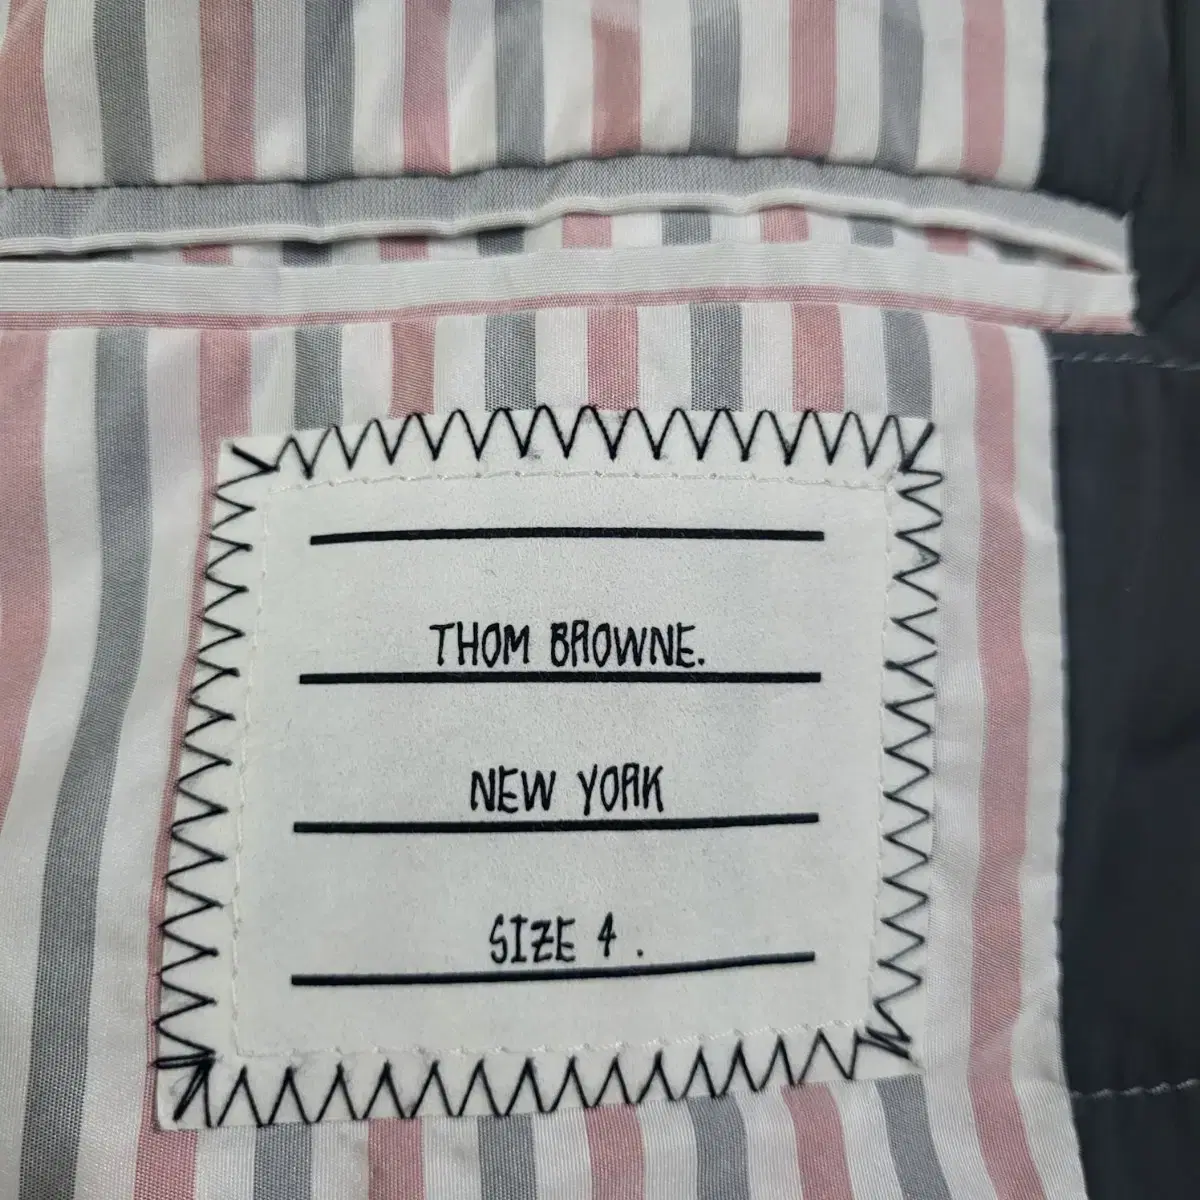 THOM BROWNE.
NEW YORK
SIZE 4.